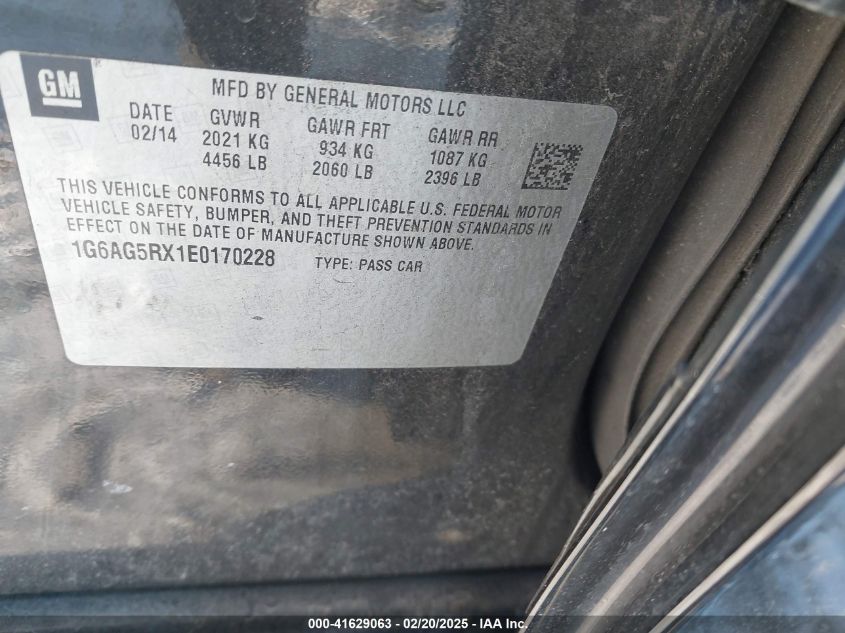 GM
MFD BY GENERAL MOTORS LLC
DATE GVWR GAWR FRT GAWR RR
02/14 2021 KG 934 KG 1087 KG
4456 LB 2060 LB 2396 LB
THIS VEHICLE CONFORMS TO ALL APPLICABLE U.S. FEDERAL MOTOR
VEHICLE SAFETY, BUMPER, AND THEFT PREVENTION STANDARDS IN
EFFECT ON THE DATE OF MANUFACTURE SHOWN ABOVE.
1G6AG5RX1E0170228 TYPE: PASS CAR
000-41629063 - 02/20/2025 - IAA Inc.